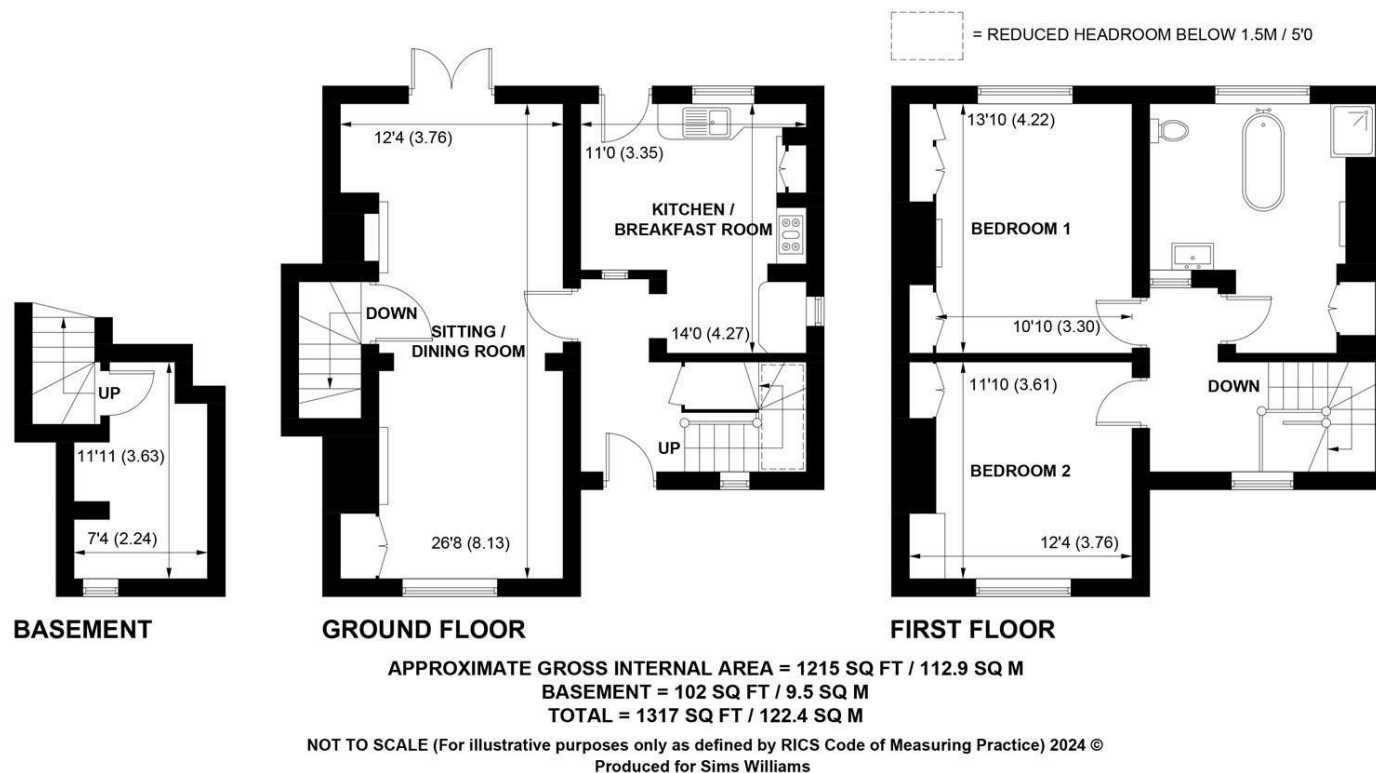 = REDUCED HEADROOM BELOW 1.5M / 5'0
UP
11'11 (3.63)
7'4 (2.24)
BASEMENT
12'4 (3.76)
11'0 (3.35)
KITCHEN /
BREAKFAST ROOM
DOWN
SITTING /
DINING ROOM
14'0 (4.27)
UP
26'8 (8.13)
GROUND FLOOR
13'10 (4.22)
BEDROOM 1
10'10 (3.30)
11'10 (3.61)
DOWN
BEDROOM 2
12'4 (3.76)
FIRST FLOOR
APPROXIMATE GROSS INTERNAL AREA = 1215 SQ FT / 112.9 SQ M
BASEMENT = 102 SQ FT / 9.5 SQ M
TOTAL = 1317 SQ FT / 122.4 SQ M
NOT TO SCALE (For illustrative purposes only as defined by RICS Code of Measuring Practice) 2024 ©
Produced for Sims Williams